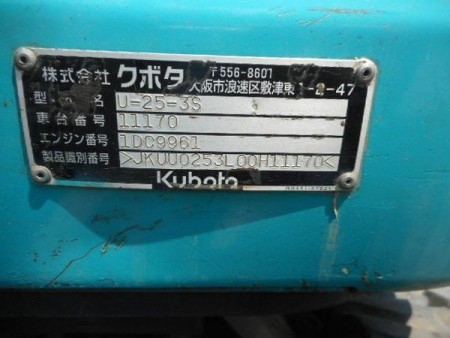 株式会社 クボタ
〒556-8601
大阪市浪速区敷津東1-2-47
型 名 U-25-3S
車台番号 11170
エンジン番号 1DC9961
製品識別番号 >JKUU0253L00H11170<
Kubota